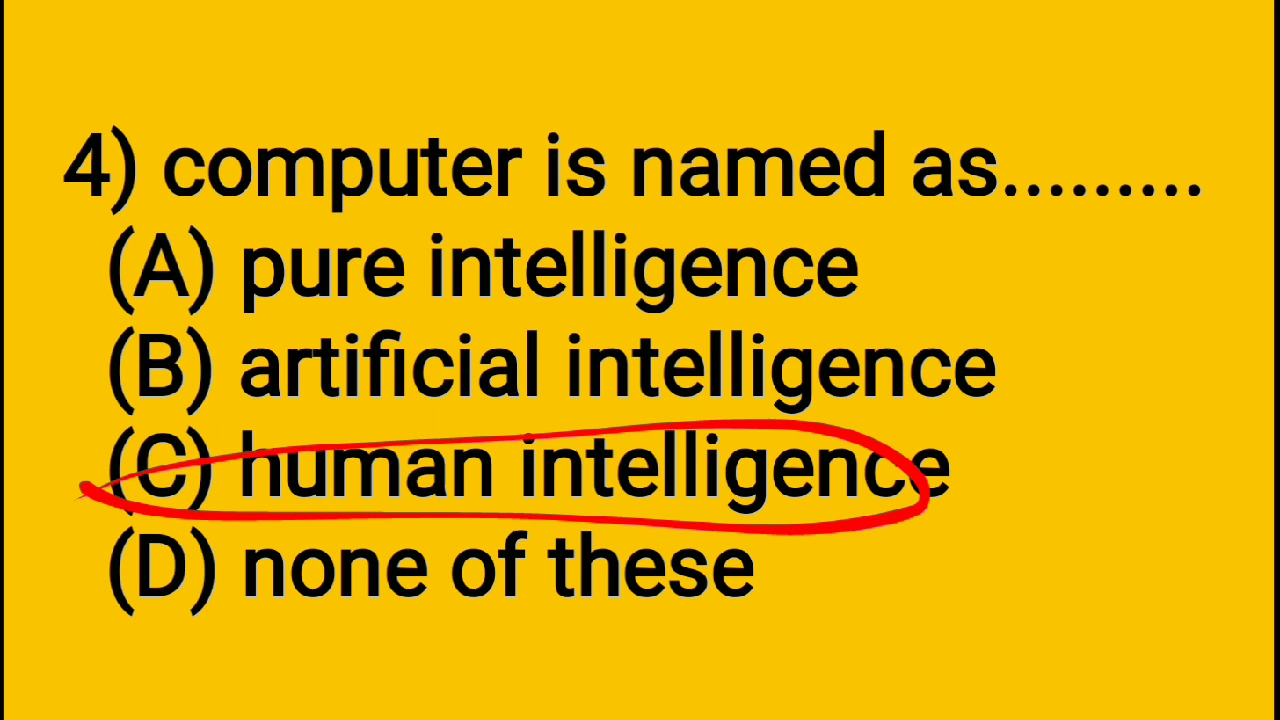 4) computer is named as.........
(A) pure intelligence
(B) artificial intelligence
(C) human intelligence
(D) none of these